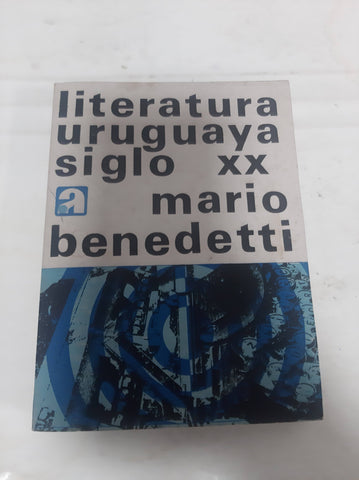 literatura
uruguaya
siglo xx
a mario
benedetti